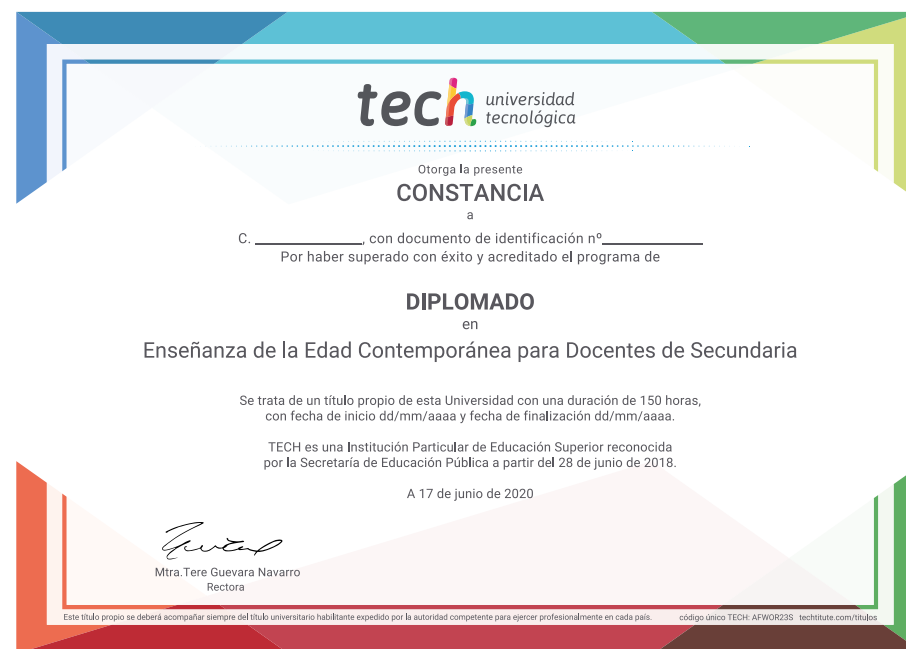 tech universidad
tecnológica
Otorga la presente
CONSTANCIA
a
C. ______________, con documento de identificación nº_____________
Por haber superado con éxito y acreditado el programa de
DIPLOMADO
en
Enseñanza de la Edad Contemporánea para Docentes de Secundaria
Se trata de un título propio de esta Universidad con una duración de 150 horas,
con fecha de inicio dd/mm/aaaa y fecha de finalización dd/mm/aaaa.
TECH es una Institución Particular de Educación Superior reconocida
por la Secretaría de Educación Pública a partir del 28 de junio de 2018.
A 17 de junio de 2020
Mtra.Tere Guevara Navarro
Rectora
Este título propio se deberá acompañar siempre del título universitario habilitante expedido por la autoridad competente para ejercer profesionalmente en cada país. código único TECH: AFWOR23S techtitute.com/titulos